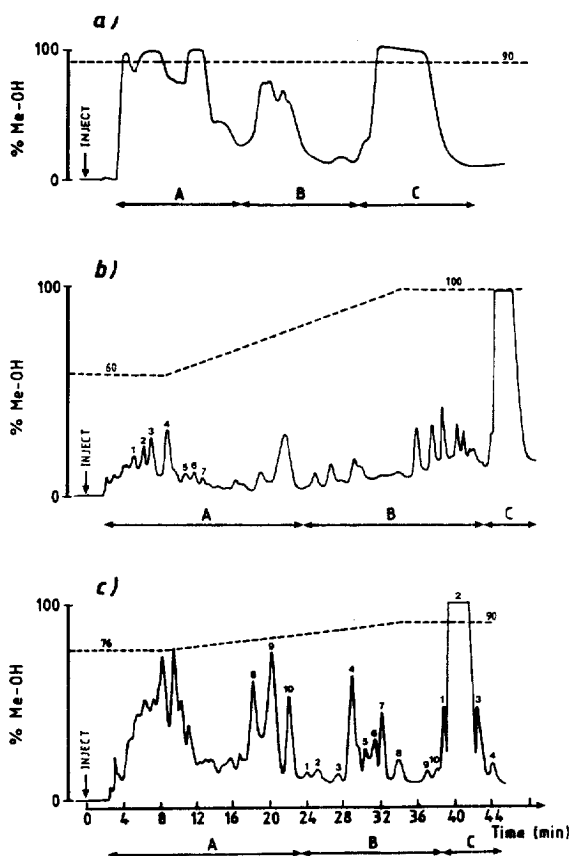 a)
100
90
% Me-OH
INJECT
0
A B C
b)
100
100
60
% Me-OH
INJECT
1 2 3 4 5 6 7
0
A B C
c)
100
2
90
76
% Me-OH
INJECT
8 9 10 1 2 3 4 5 6 7 8 9 10 1 3 4
0
0 4 8 12 16 20 24 28 32 36 40 44
Time (min)
A B C